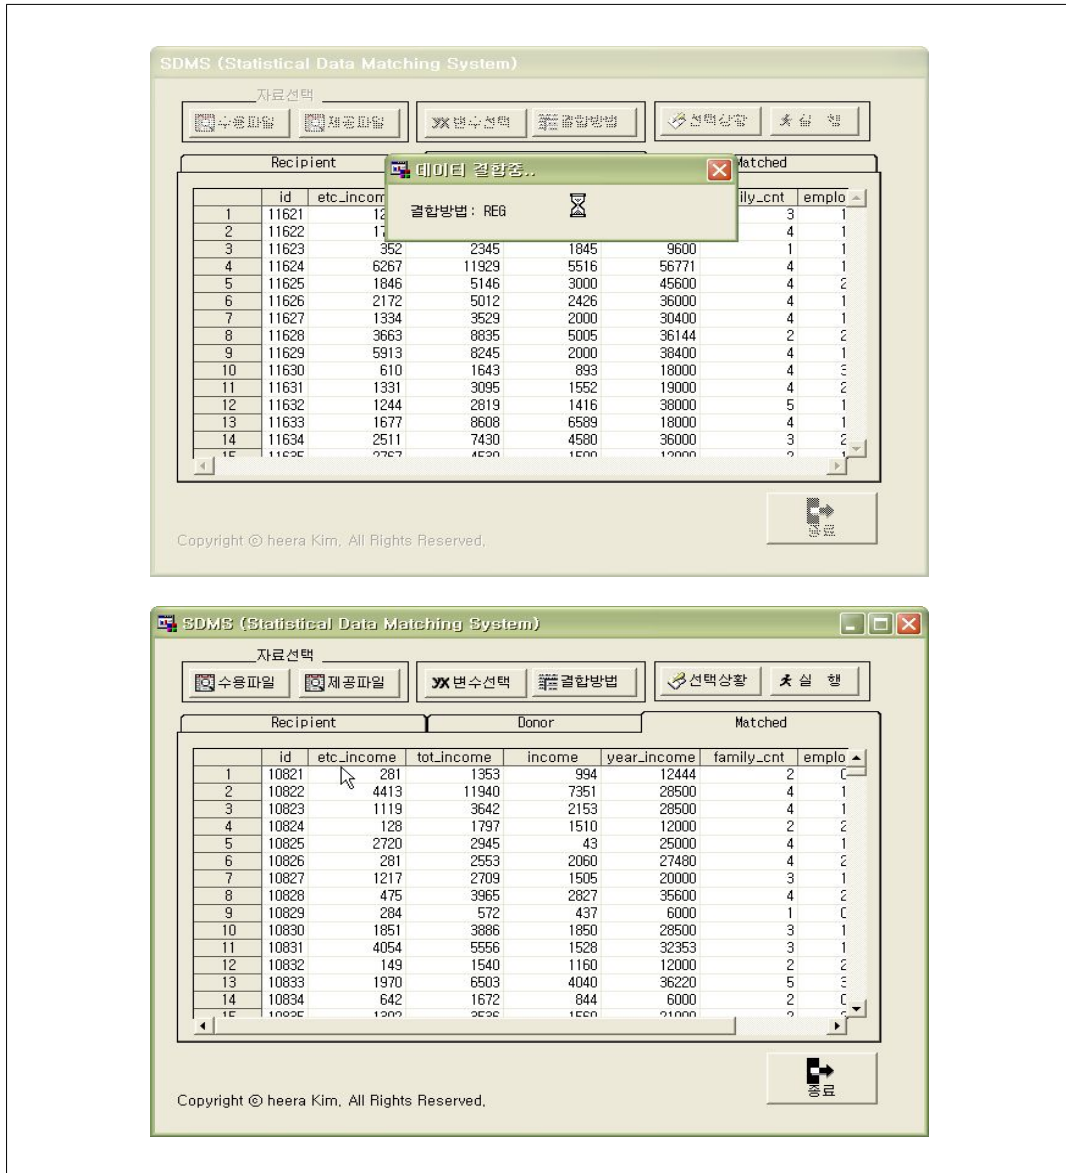 SDMS (Statistical Data Matching System)
자료선택
수용파일 제공파일 변수선택 결합방법 선택상황 실 행
Recipient Matched
데이터 결합중..
결합방법 : REG
id etc_incom ily_cnt emplo
1 11621 3 1
2 11622 4 1
3 11623 352 2345 1845 9600 1 1
4 11624 6267 11929 5516 56771 4 1
5 11625 1846 5146 3000 45600 4 2
6 11626 2172 5012 2426 36000 4 1
7 11627 1334 3529 2000 30400 4 1
8 11628 3663 8835 5005 36144 2 2
9 11629 5913 8245 2000 38400 4 1
10 11630 610 1643 893 18000 4 3
11 11631 1331 3095 1552 19000 4 2
12 11632 1244 2819 1416 38000 5 1
13 11633 1677 8608 6589 18000 4 1
14 11634 2511 7430 4580 36000 3 2
종료
Copyright ⓒ heera Kim, All Rights Reserved,
SDMS (Statistical Data Matching System)
자료선택
수용파일 제공파일 YX 변수선택 결합방법 선택상황 실 행
Recipient Donor Matched
id etc_income tot_income income year_income family_cnt emplo
1 10821 281 1353 994 12444 2 0
2 10822 4413 11940 7351 28500 4 1
3 10823 1119 3642 2153 28500 4 1
4 10824 128 1797 1510 12000 2 2
5 10825 2720 2945 43 25000 4 1
6 10826 281 2553 2060 27480 4 2
7 10827 1217 2709 1505 20000 3 1
8 10828 475 3965 2827 35600 4 2
9 10829 284 572 437 6000 1 0
10 10830 1851 3886 1850 28500 3 1
11 10831 4054 5556 1528 32353 3 1
12 10832 149 1540 1160 12000 2 2
13 10833 1970 6503 4040 36220 5 3
14 10834 642 1672 844 6000 2 0
종료
Copyright ⓒ heera Kim, All Rights Reserved,